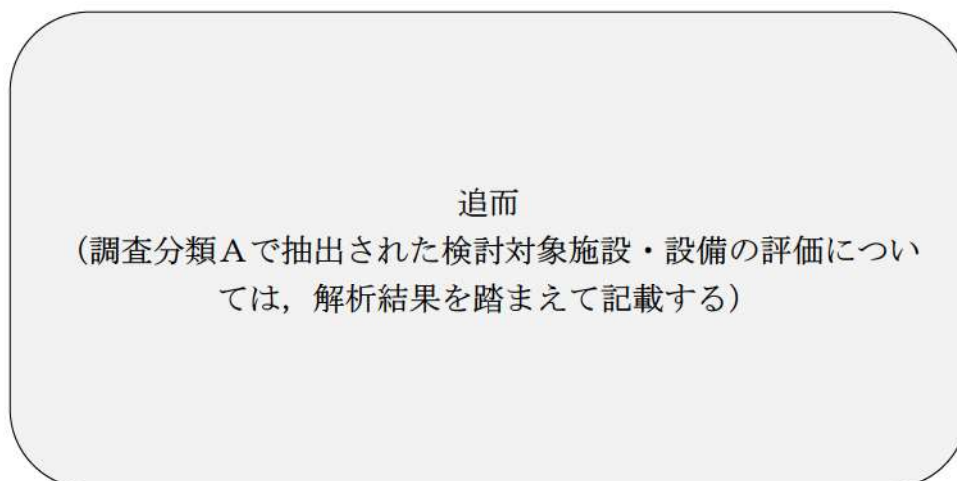 追而
（調査分類Ａで抽出された検討対象施設・設備の評価につい
ては，解析結果を踏まえて記載する）